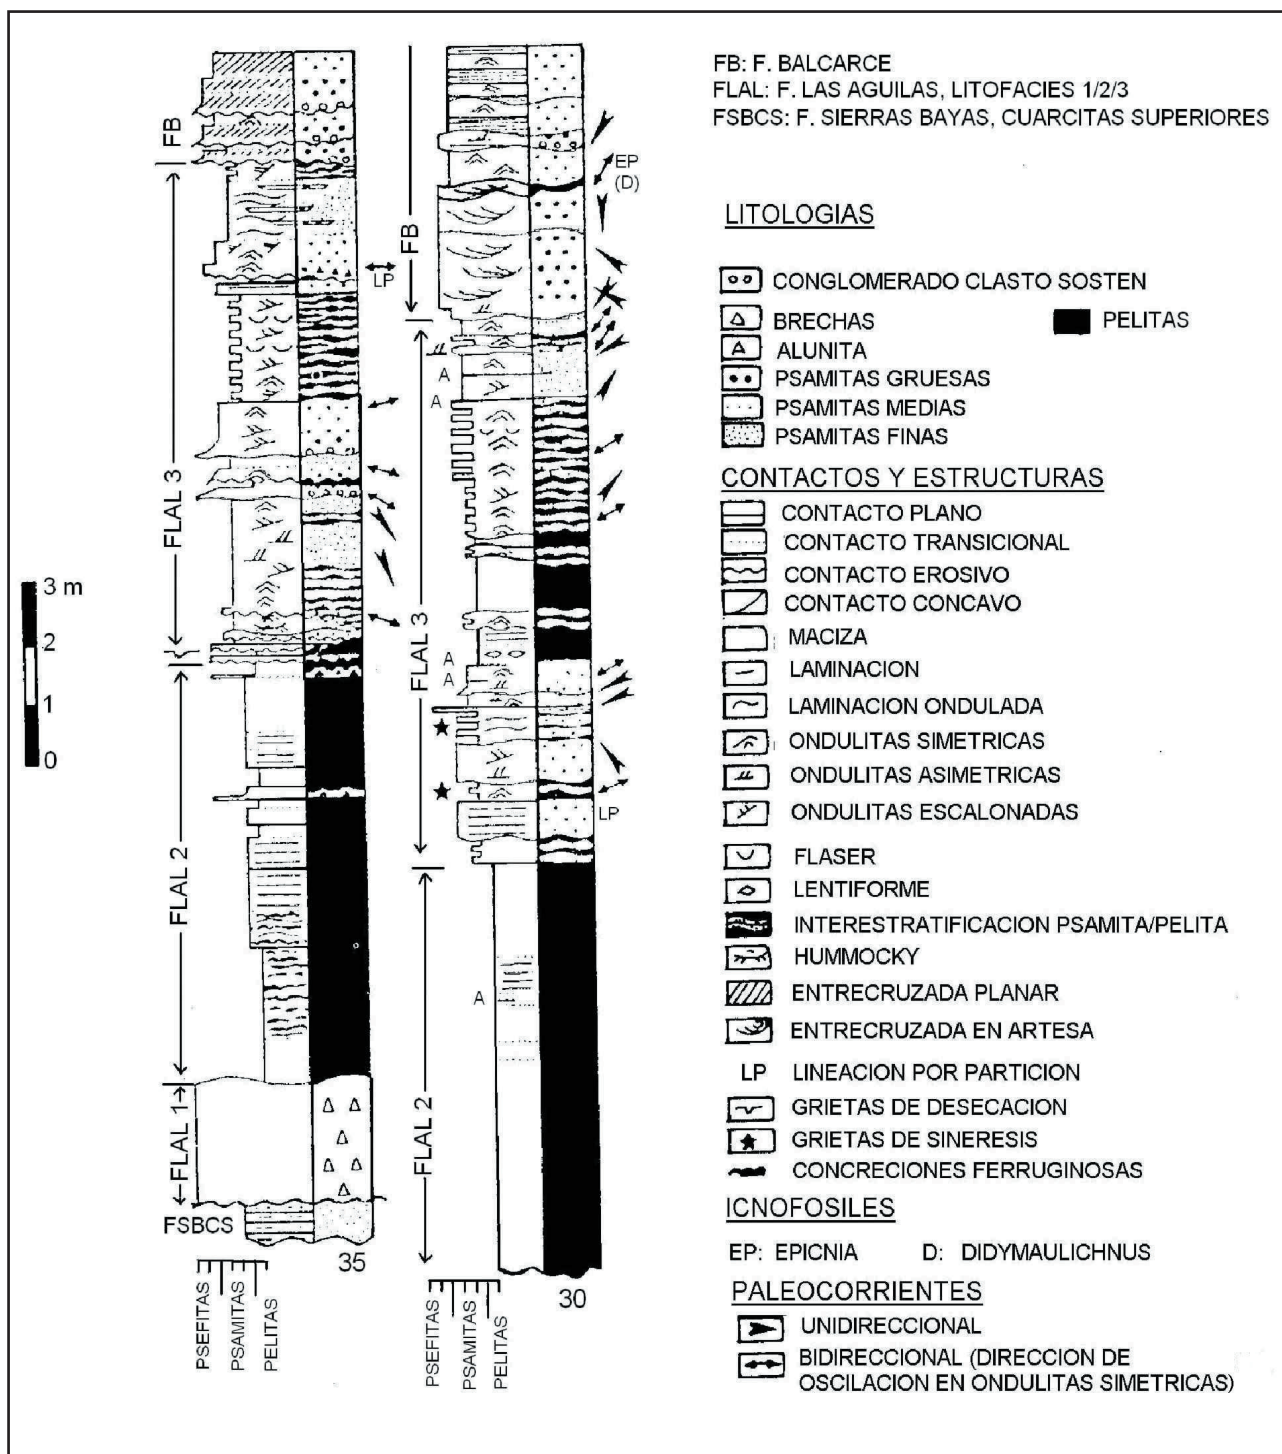 FB
FLAL 3
FLAL 2
FLAL 1
FSBCS
LP
35
PSEFITAS
PSAMITAS
PELITAS
3 m
2
1
0
FB
FLAL 3
FLAL 2
EP
(D)
A
A
A
A
LP
A
30
PSEFITAS
PSAMITAS
PELITAS
FB: F. BALCARCE
FLAL: F. LAS AGUILAS, LITOFACIES 1/2/3
FSBCS: F. SIERRAS BAYAS, CUARCITAS SUPERIORES
LITOLOGIAS
CONGLOMERADO CLASTO SOSTEN
BRECHAS
PELITAS
ALUNITA
PSAMITAS GRUESAS
PSAMITAS MEDIAS
PSAMITAS FINAS
CONTACTOS Y ESTRUCTURAS
CONTACTO PLANO
CONTACTO TRANSICIONAL
CONTACTO EROSIVO
CONTACTO CONCAVO
MACIZA
LAMINACION
LAMINACION ONDULADA
ONDULITAS SIMETRICAS
ONDULITAS ASIMETRICAS
ONDULITAS ESCALONADAS
FLASER
LENTIFORME
INTERESTRATIFICACION PSAMITA/PELITA
HUMMOCKY
ENTRECRUZADA PLANAR
ENTRECRUZADA EN ARTESA
LP LINEACION POR PARTICION
GRIETAS DE DESECACION
GRIETAS DE SINERESIS
CONCRECIONES FERRUGINOSAS
ICNOFOSILES
EP: EPICNIA D: DIDYMAULICHNUS
PALEOCORRIENTES
UNIDIRECCIONAL
BIDIRECCIONAL (DIRECCION DE
OSCILACION EN ONDULITAS SIMETRICAS)